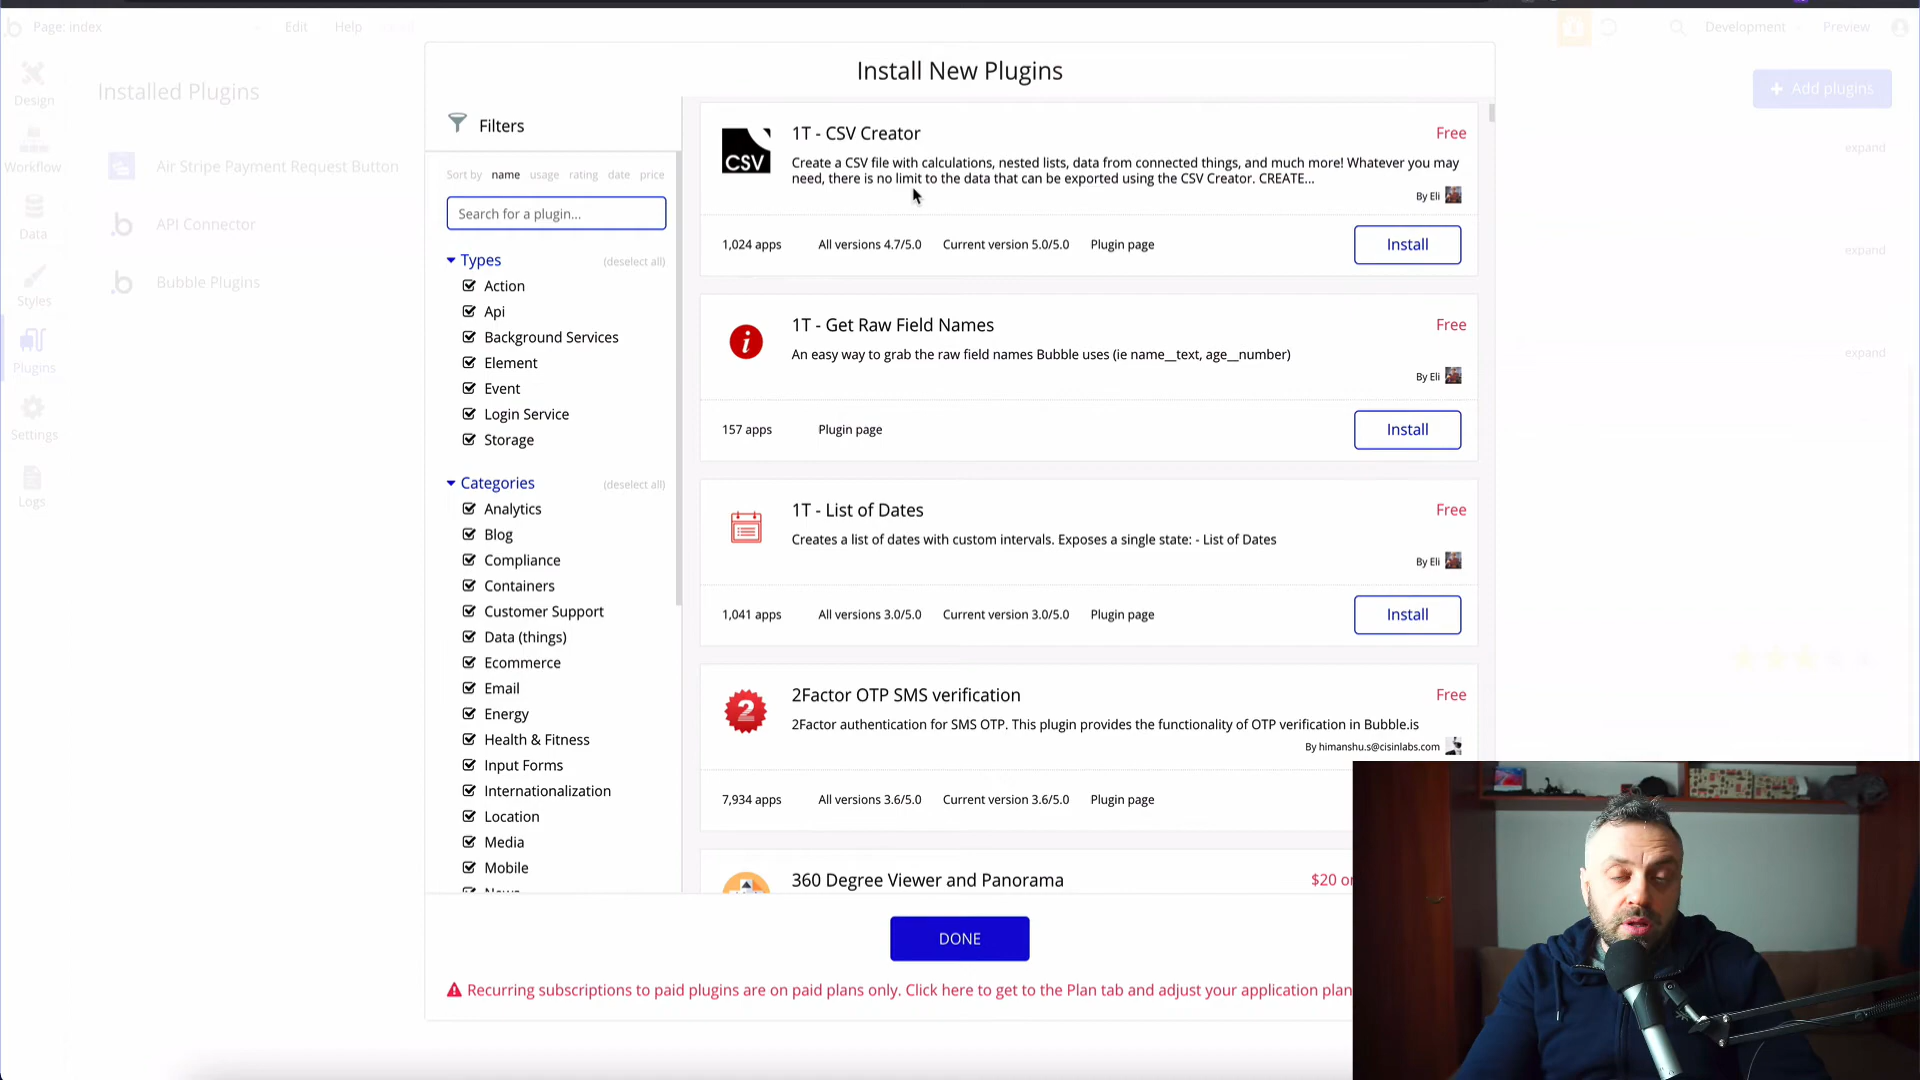 Page: index
Edit
Help
Development
Preview
Install New Plugins
Installed Plugins
+ Add plugins
Design
Workflow
Data
Styles
Plugins
Settings
Logs
Air Stripe Payment Request Button
API Connector
Bubble Plugins
expand
expand
expand
Filters
Sort by name usage rating date price
Search for a plugin...
Types (deselect all)
Action
Api
Background Services
Element
Event
Login Service
Storage
Categories (deselect all)
Analytics
Blog
Compliance
Containers
Customer Support
Data (things)
Ecommerce
Email
Energy
Health & Fitness
Input Forms
Internationalization
Location
Media
Mobile
CSV
1T - CSV Creator
Free
Create a CSV file with calculations, nested lists, data from connected things, and much more! Whatever you may
need, there is no limit to the data that can be exported using the CSV Creator. CREATE...
By Eli
1,024 apps All versions 4.7/5.0 Current version 5.0/5.0 Plugin page
Install
1T - Get Raw Field Names
Free
An easy way to grab the raw field names Bubble uses (ie name__text, age__number)
By Eli
157 apps Plugin page
Install
1T - List of Dates
Free
Creates a list of dates with custom intervals. Exposes a single state: - List of Dates
By Eli
1,041 apps All versions 3.0/5.0 Current version 3.0/5.0 Plugin page
Install
2
2Factor OTP SMS verification
Free
2Factor authentication for SMS OTP. This plugin provides the functionality of OTP verification in Bubble.is
By himanshu.s@cisinlabs.com
7,934 apps All versions 3.6/5.0 Current version 3.6/5.0 Plugin page
360 Degree Viewer and Panorama
$20 or
DONE
Recurring subscriptions to paid plugins are on paid plans only. Click here to get to the Plan tab and adjust your application plan